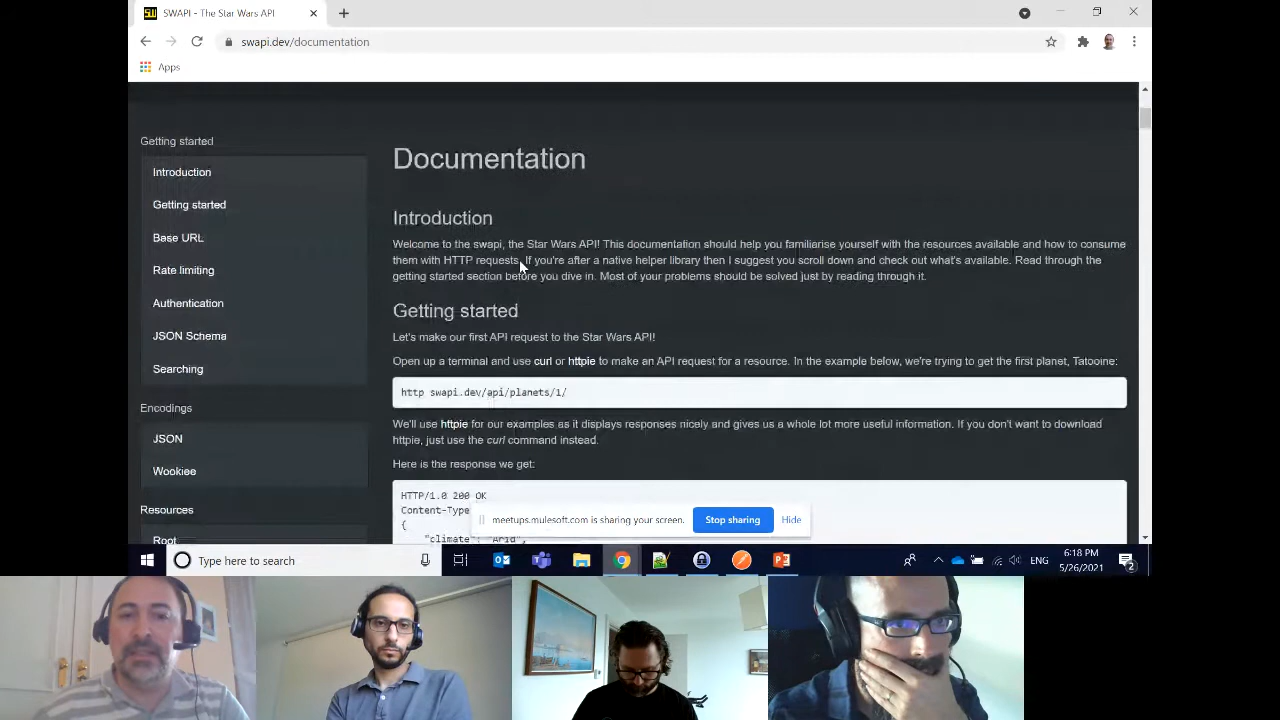 SWAPI - The Star Wars API
swapi.dev/documentation
Apps
Getting started
Introduction
Getting started
Base URL
Rate limiting
Authentication
JSON Schema
Searching
Encodings
JSON
Wookiee
Resources
Root
Documentation
Introduction
Welcome to the swapi, the Star Wars API! This documentation should help you familiarise yourself with the resources available and how to consume
them with HTTP requests. If you're after a native helper library then I suggest you scroll down and check out what's available. Read through the
getting started section before you dive in. Most of your problems should be solved just by reading through it.
Getting started
Let's make our first API request to the Star Wars API!
Open up a terminal and use curl or httpie to make an API request for a resource. In the example below, we're trying to get the first planet, Tatooine:
http swapi.dev/api/planets/1/
We'll use httpie for our examples as it displays responses nicely and gives us a whole lot more useful information. If you don't want to download
httpie, just use the curl command instead.
Here is the response we get:
HTTP/1.0 200 OK
Content-Type
{
"climate": "Arid",
meetups.mulesoft.com is sharing your screen.
Stop sharing
Hide
Type here to search
ENG
6:18 PM
5/26/2021
2